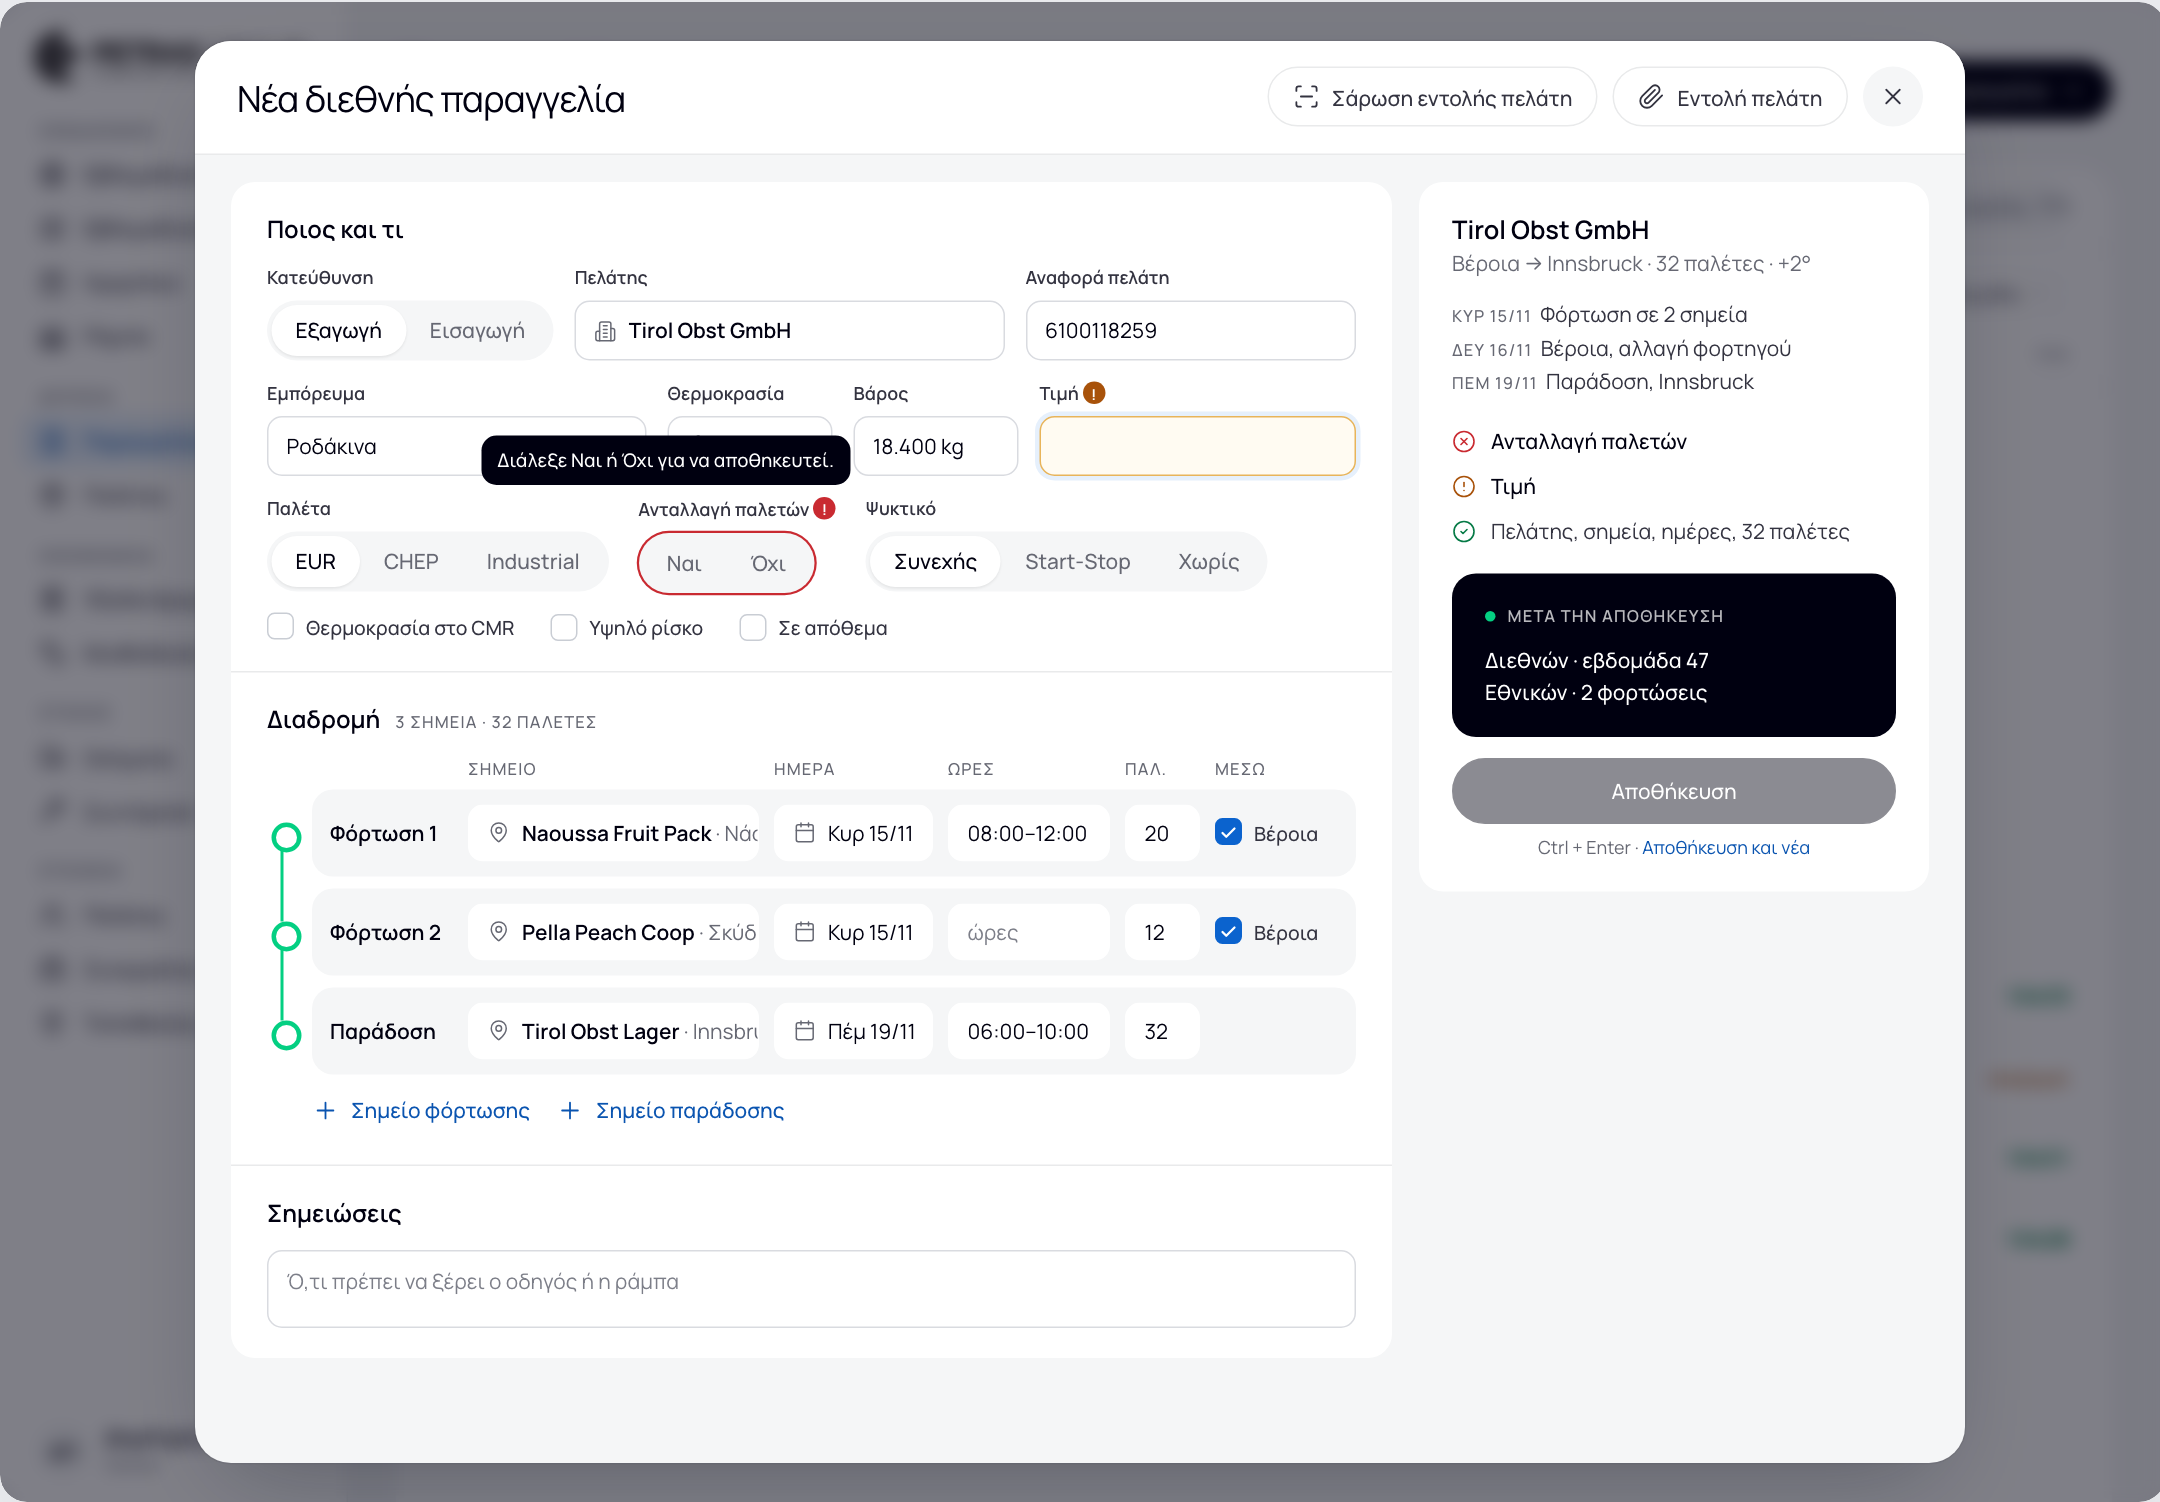 Νέα διεθνής παραγγελία
Σάρωση εντολής πελάτη
Εντολή πελάτη
Ποιος και τι
Κατεύθυνση
Πελάτης
Αναφορά πελάτη
Εξαγωγή
Εισαγωγή
Tirol Obst GmbH
6100118259
Εμπόρευμα
Θερμοκρασία
Βάρος
Τιμή
Ροδάκινα
18.400 kg
Διάλεξε Ναι ή Όχι για να αποθηκευτεί.
Παλέτα
Ανταλλαγή παλετών
Ψυκτικό
EUR
CHEP
Industrial
Ναι
Όχι
Συνεχής
Start-Stop
Χωρίς
Θερμοκρασία στο CMR
Υψηλό ρίσκο
Σε απόθεμα
Διαδρομή 3 ΣΗΜΕΙΑ · 32 ΠΑΛΕΤΕΣ
ΣΗΜΕΙΟ
ΗΜΕΡΑ
ΩΡΕΣ
ΠΑΛ.
ΜΕΣΩ
Φόρτωση 1
Naoussa Fruit Pack · Νάο
Κυρ 15/11
08:00–12:00
20
Βέροια
Φόρτωση 2
Pella Peach Coop · Σκύδ
Κυρ 15/11
ώρες
12
Βέροια
Παράδοση
Tirol Obst Lager · Innsbru
Πέμ 19/11
06:00–10:00
32
Σημείο φόρτωσης
Σημείο παράδοσης
Σημειώσεις
Ό,τι πρέπει να ξέρει ο οδηγός ή η ράμπα
Tirol Obst GmbH
Βέροια → Innsbruck · 32 παλέτες · +2°
ΚΥΡ 15/11 Φόρτωση σε 2 σημεία
ΔΕΥ 16/11 Βέροια, αλλαγή φορτηγού
ΠΕΜ 19/11 Παράδοση, Innsbruck
Ανταλλαγή παλετών
Τιμή
Πελάτης, σημεία, ημέρες, 32 παλέτες
ΜΕΤΑ ΤΗΝ ΑΠΟΘΗΚΕΥΣΗ
Διεθνών · εβδομάδα 47
Εθνικών · 2 φορτώσεις
Αποθήκευση
Ctrl + Enter · Αποθήκευση και νέα